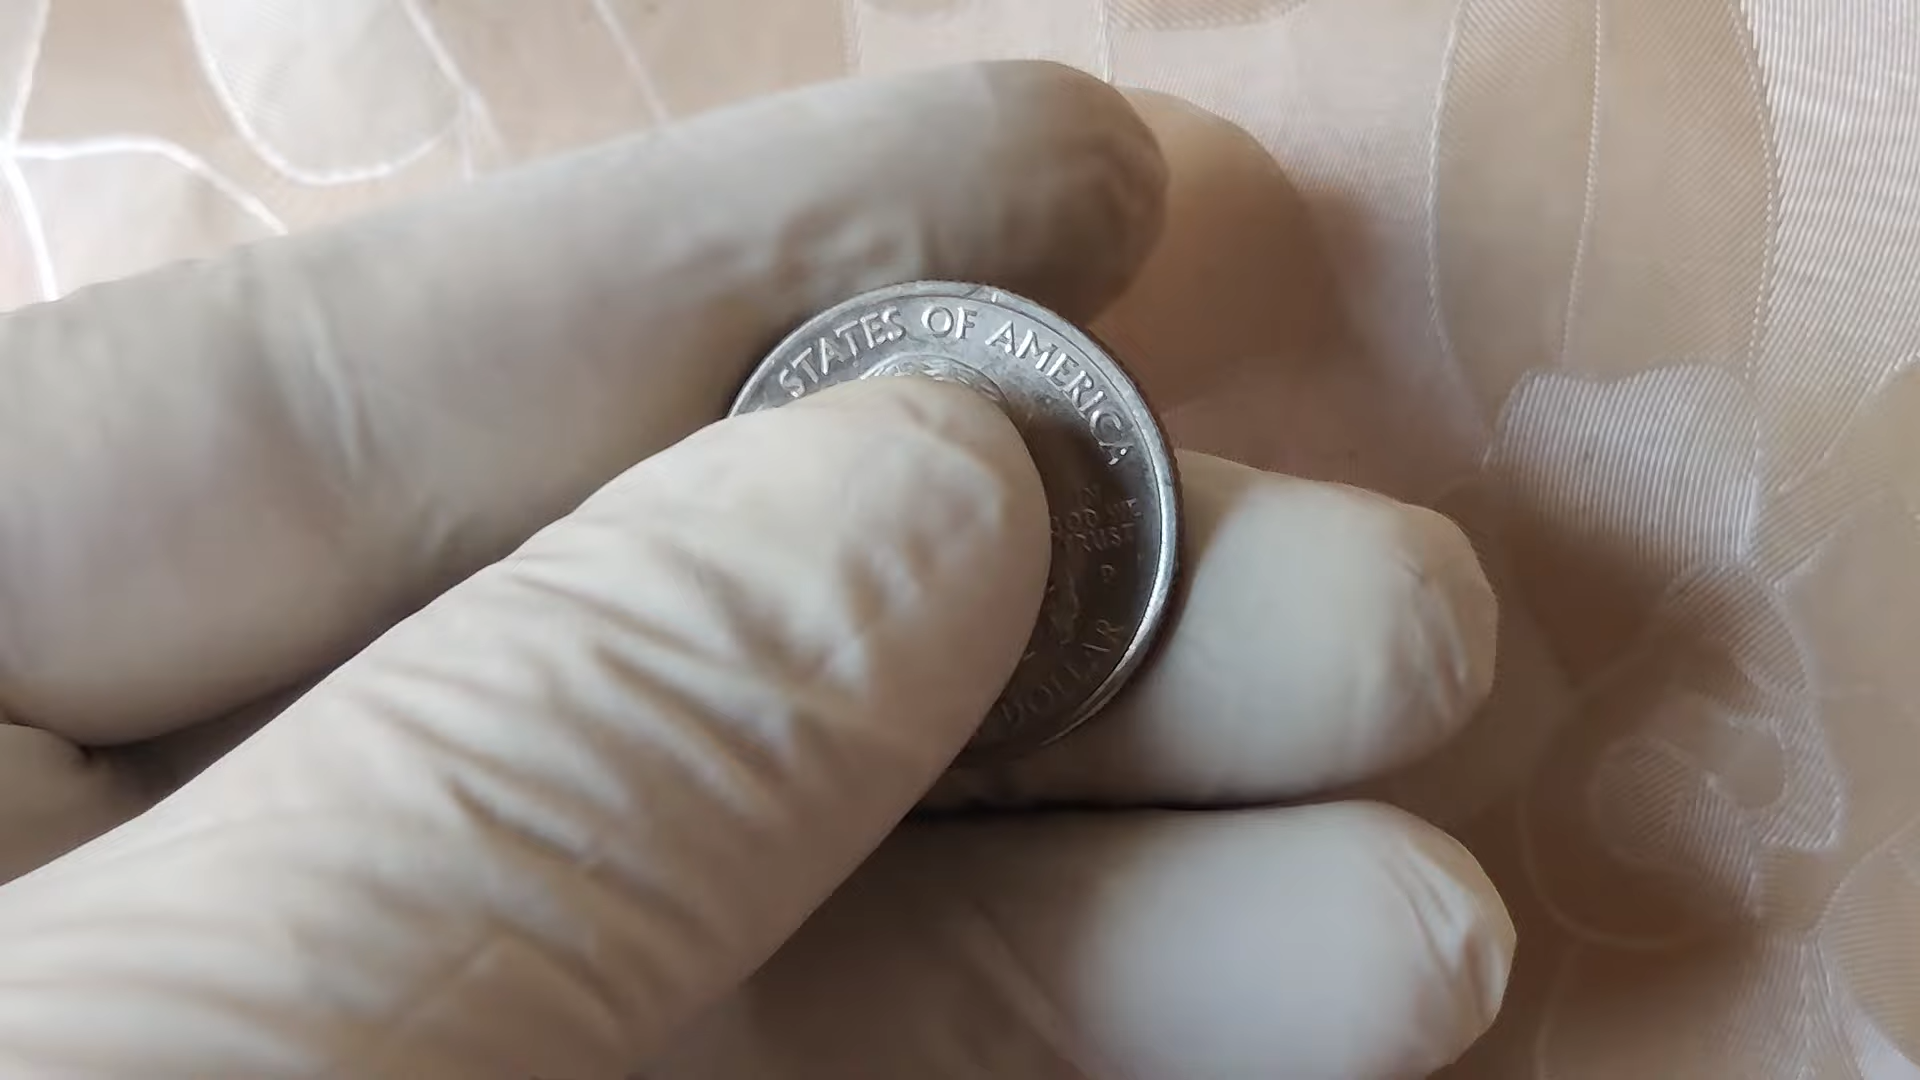 STATES OF AMERICA
IN
GOD WE
TRUST
P
DOLLAR